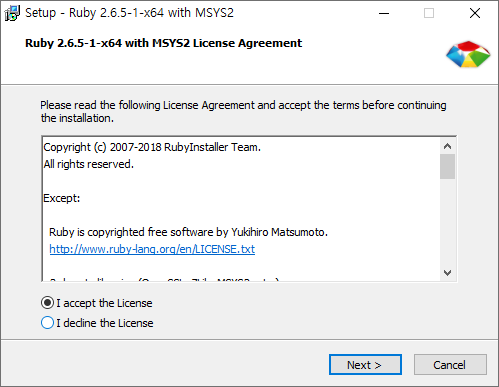 Setup - Ruby 2.6.5-1-x64 with MSYS2
Ruby 2.6.5-1-x64 with MSYS2 License Agreement
Please read the following License Agreement and accept the terms before continuing
the installation.
Copyright (c) 2007-2018 RubyInstaller Team.
All rights reserved.
Except:
Ruby is copyrighted free software by Yukihiro Matsumoto.
http://www.ruby-lang.org/en/LICENSE.txt
I accept the License
I decline the License
Next >
Cancel